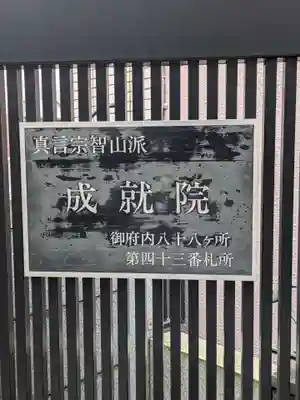 真言宗智山派
成就院
御府内八十八ヶ所
第四十三番札所